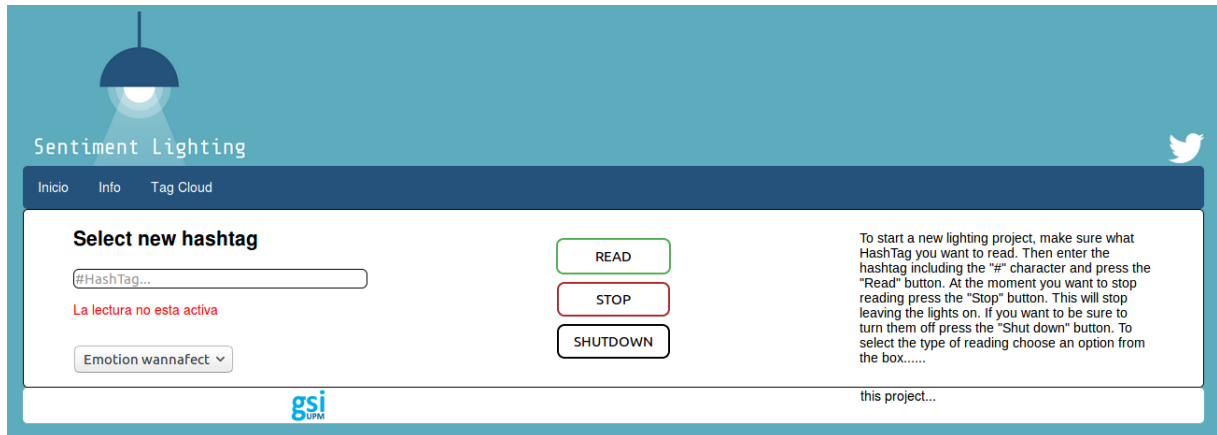 Sentiment Lighting
Inicio Info Tag Cloud
Select new hashtag
#HashTag...
La lectura no esta activa
Emotion wannafect
READ
STOP
SHUTDOWN
To start a new lighting project, make sure what
HashTag you want to read. Then enter the
hashtag including the "#" character and press the
"Read" button. At the moment you want to stop
reading press the "Stop" button. This will stop
leaving the lights on. If you want to be sure to
turn them off press the "Shut down" button. To
select the type of reading choose an option from
the box......
this project...
gsi
UPM